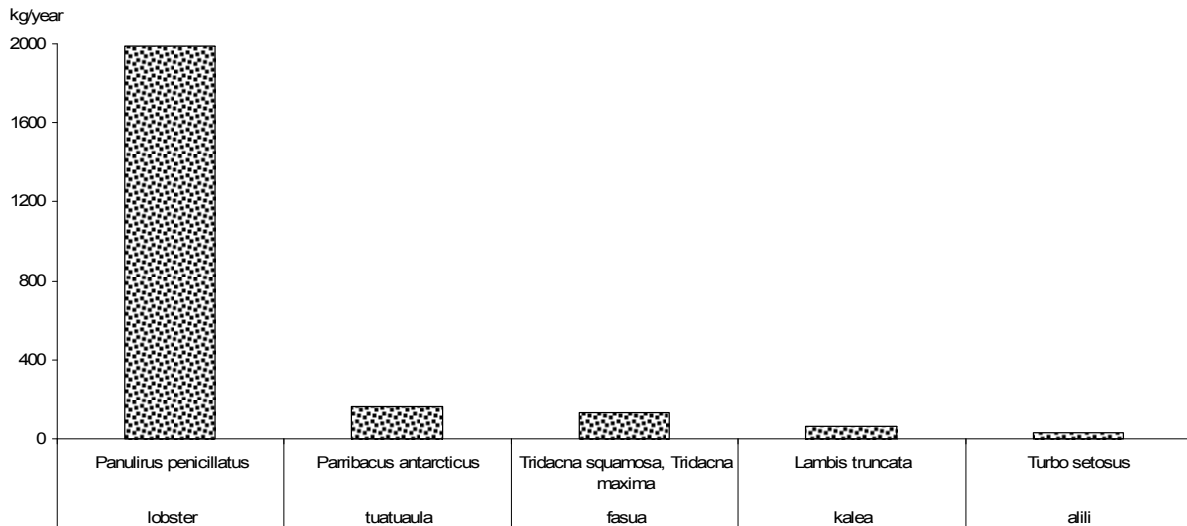 kg/year
2000
1600
1200
800
400
0
Panulirus penicillatus
Parribacus antarcticus
Tridacna squamosa, Tridacna
maxima
Lambis truncata
Turbo setosus
lobster
tuatuaula
fasua
kalea
alili